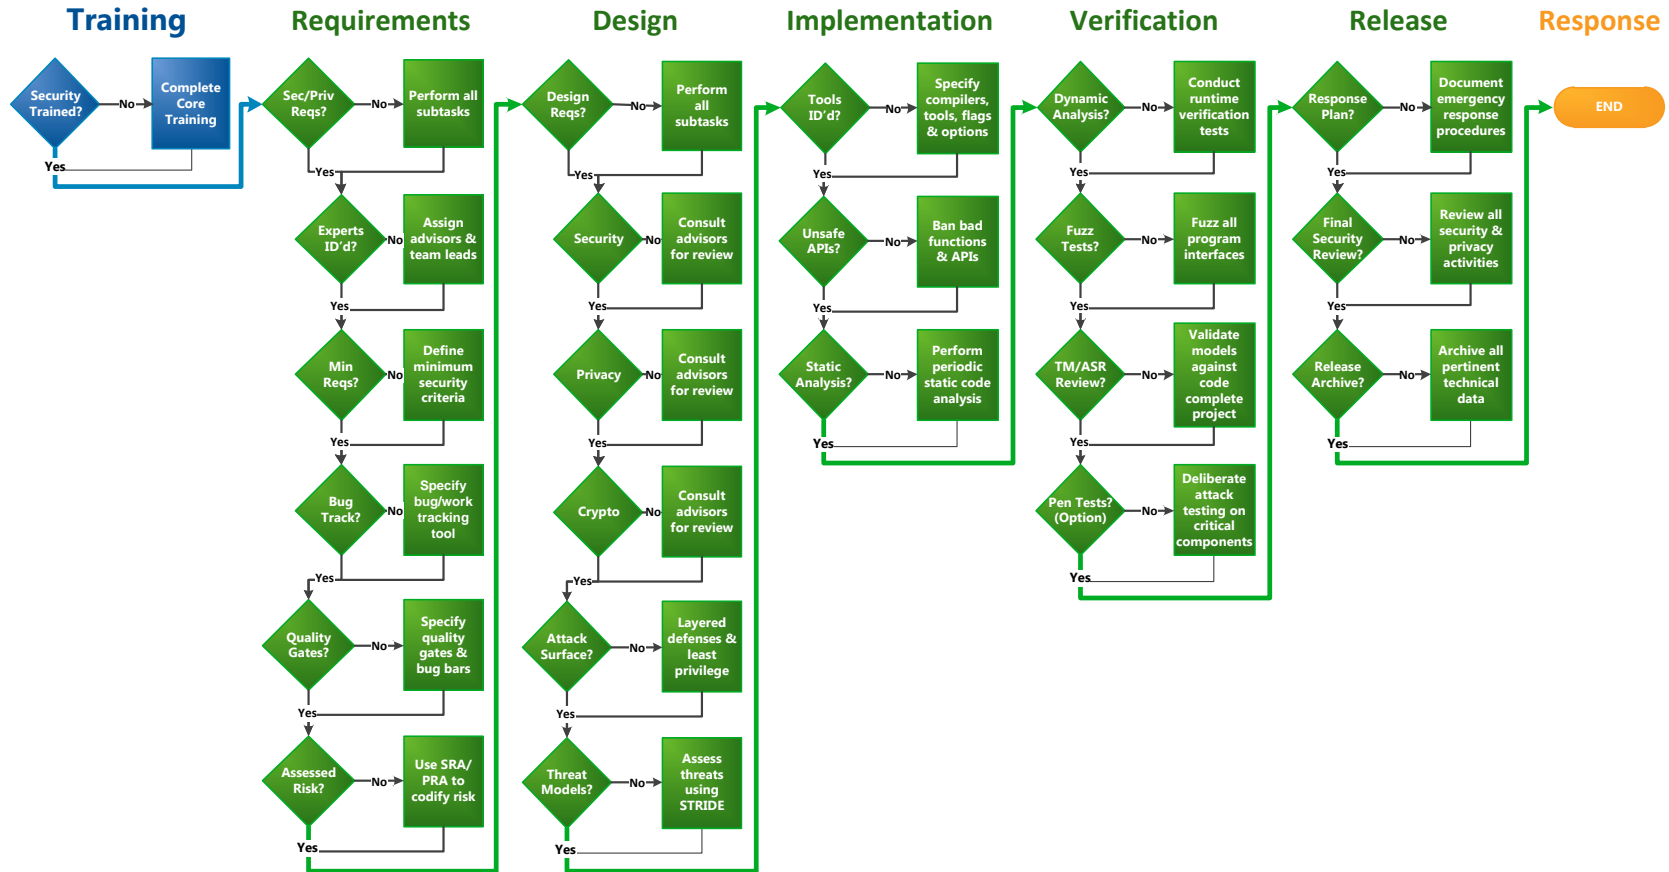 Training
Requirements
Design
Implementation
Verification
Release
Response
Security
Trained?
No
Complete
Core
Training
Yes
Sec/Priv
Reqs?
No
Perform all
subtasks
Yes
Experts
ID'd?
No
Assign
advisors &
team leads
Yes
Min
Reqs?
No
Define
minimum
security
criteria
Yes
Bug
Track?
No
Specify
bug/work
tracking
tool
Yes
Quality
Gates?
No
Specify
quality
gates &
bug bars
Yes
Assessed
Risk?
No
Use SRA/
PRA to
codify risk
Yes
Design
Reqs?
No
Perform
all
subtasks
Yes
Security
No
Consult
advisors
for review
Yes
Privacy
No
Consult
advisors
for review
Yes
Crypto
No
Consult
advisors
for review
Yes
Attack
Surface?
No
Layered
defenses &
least
privilege
Yes
Threat
Models?
No
Assess
threats
using
STRIDE
Yes
Tools
ID'd?
No
Specify
compilers,
tools, flags
& options
Yes
Unsafe
APIs?
No
Ban bad
functions
& APIs
Yes
Static
Analysis?
No
Perform
periodic
static code
analysis
Yes
Dynamic
Analysis?
No
Conduct
runtime
verification
tests
Yes
Fuzz
Tests?
No
Fuzz all
program
interfaces
Yes
TM/ASR
Review?
No
Validate
models
against
code
complete
project
Yes
Pen Tests?
(Option)
No
Deliberate
attack
testing on
critical
components
Yes
Response
Plan?
No
Document
emergency
response
procedures
Yes
Final
Security
Review?
No
Review all
security &
privacy
activities
Yes
Release
Archive?
No
Archive all
pertinent
technical
data
Yes
END